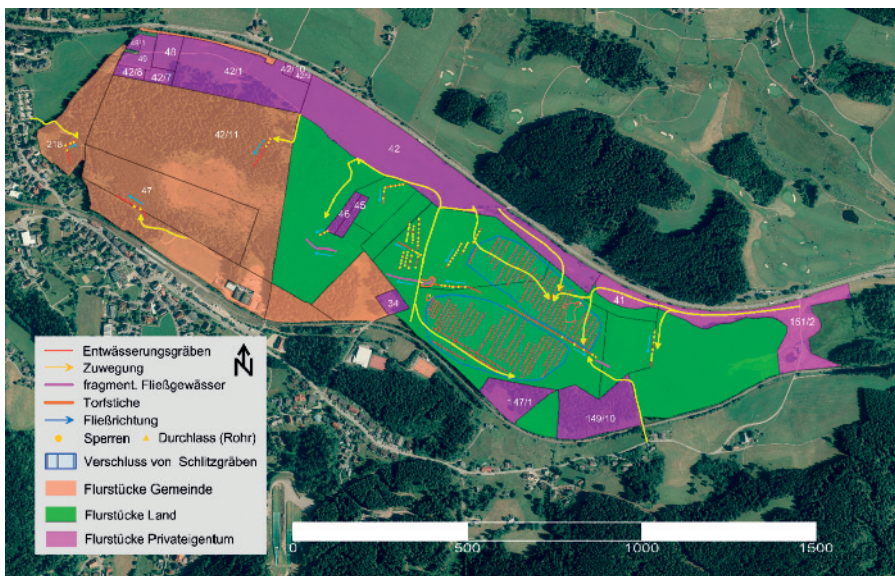 48/1
48
49
42/6
42/7
42/1
42/10
42/9
42/11
42
218
47
45
46
34
41
151/2
147/1
149/10
Entwässerungsgräben
Zuwegung
fragment. Fließgewässer
Torfstiche
Fließrichtung
Sperren
Durchlass (Rohr)
Verschluss von Schlitzgräben
Flurstücke Gemeinde
Flurstücke Land
Flurstücke Privateigentum
N
0
500
1000
1500